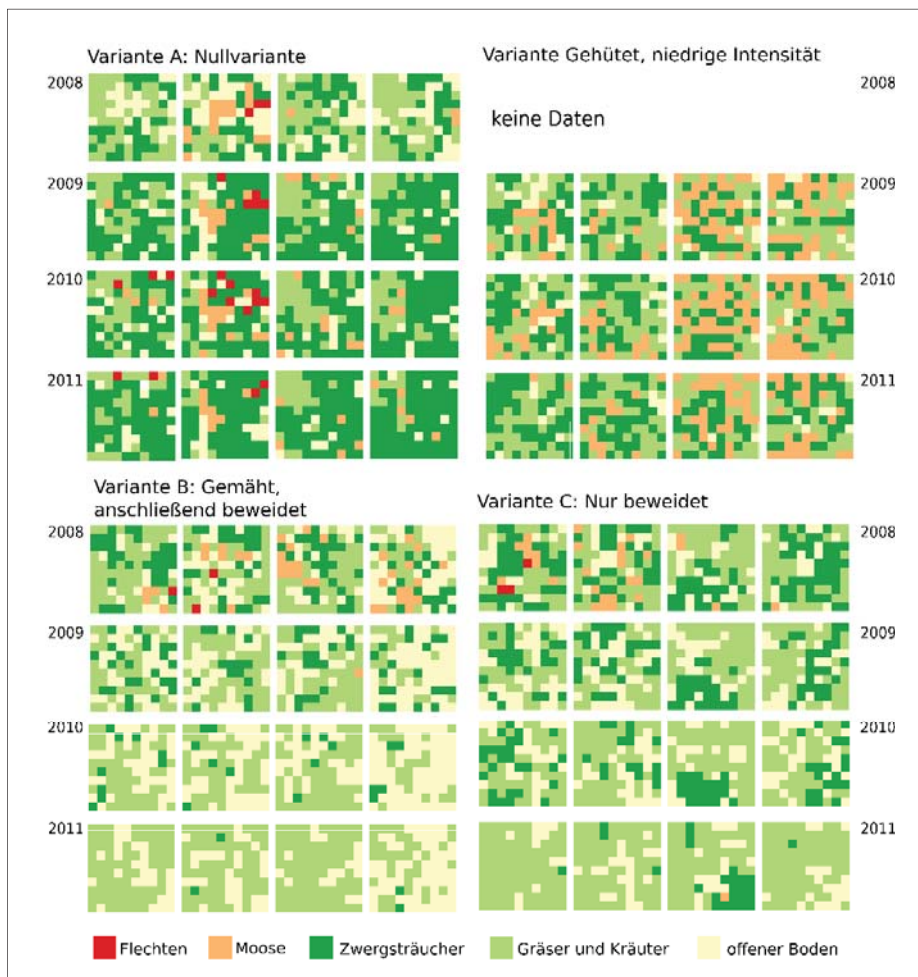 Variante A: Nullvariante
2008
2009
2010
2011
Variante Gehütet, niedrige Intensität
2008
keine Daten
2009
2010
2011
Variante B: Gemäht,
anschließend beweidet
2008
2009
2010
2011
Variante C: Nur beweidet
2008
2009
2010
2011
Flechten Moose Zwergsträucher Gräser und Kräuter offener Boden